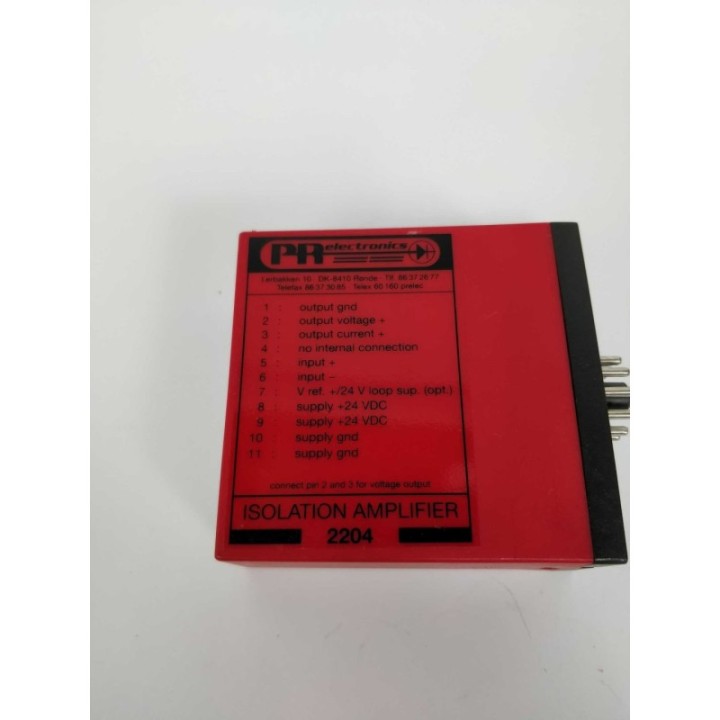 PR electronics
Lerbakken 10 · DK-8410 Rønde · Tlf. 86 37 26 77
Telefax 86 37 30 85 Telex 60 160 prelec
1 : output gnd
2 : output voltage +
3 : output current +
4 : no internal connection
5 : input +
6 : input –
7 : V ref. +/24 V loop sup. (opt.)
8 : supply +24 VDC
9 : supply +24 VDC
10 : supply gnd
11 : supply gnd
connect pin 2 and 3 for voltage output
ISOLATION AMPLIFIER
2204